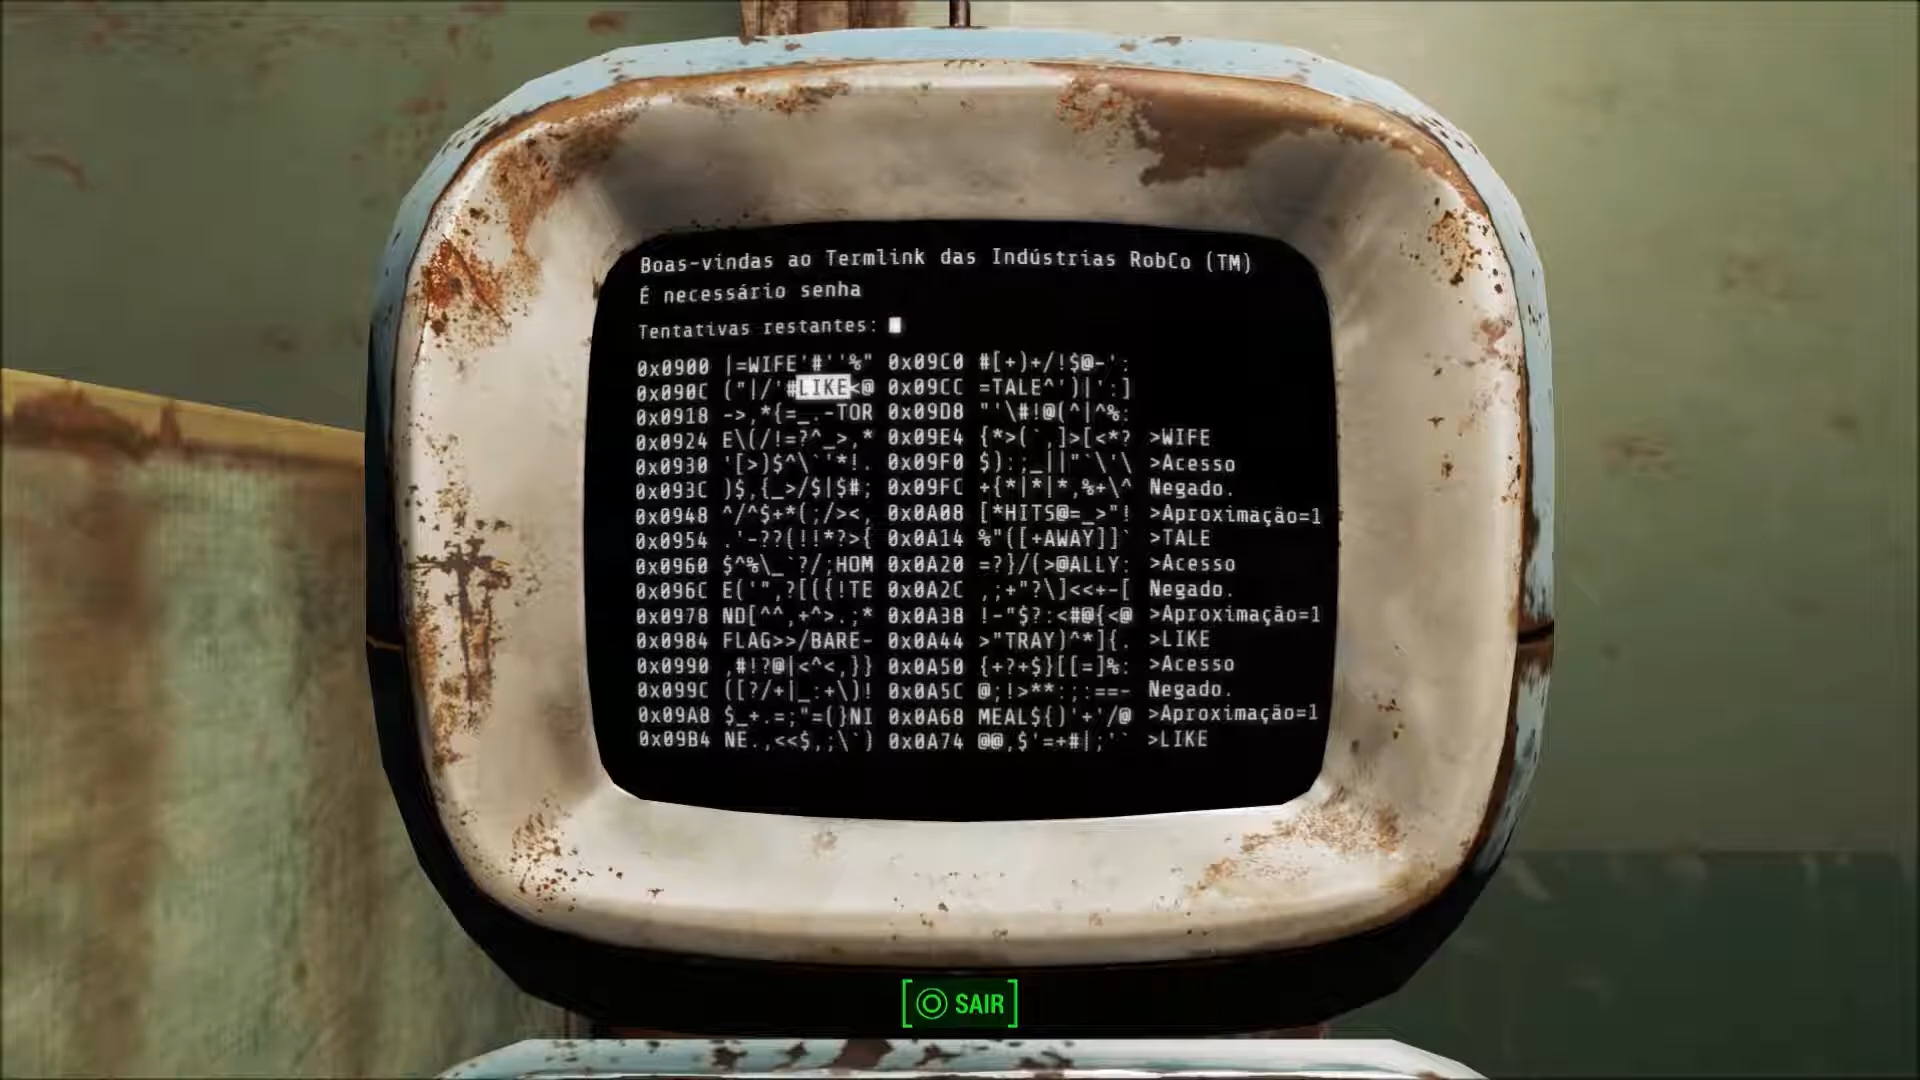 Boas-vindas ao Termlink das Indústrias RobCo (TM)
É necessário senha
Tentativas restantes: ■
0x0900 |=WIFE'#''%" 0x09C0 #[+)+/!$@-':
0x090C ("|/'#LIKE<@ 0x09CC =TALE^')|':]
0x0918 ->,*{=_.-TOR 0x09D8 "'\#!@(^|^%:
0x0924 E\(/!=?^_>,* 0x09E4 {*>(`,]>[<*? >WIFE
0x0930 '[>)$^\`'*!. 0x09F0 $):;_||"`\'\ >Acesso
0x093C )$,{_>/$|$#; 0x09FC +{*|*|*,%+\^ Negado.
0x0948 ^/^$+*(;/><, 0x0A08 [*HITS@=_>"! >Aproximação=1
0x0954 .'-??(!!*?>{ 0x0A14 %"([+AWAY]]` >TALE
0x0960 $^%\_`?/;HOM 0x0A20 =?}/(>@ALLY: >Acesso
0x096C E('",?[({!TE 0x0A2C ,;+"?\]<<+-[ Negado.
0x0978 ND[^^,+^>.;* 0x0A38 !-"$?:<#@{<@ >Aproximação=1
0x0984 FLAG>>/BARE- 0x0A44 >"TRAY)^*]{. >LIKE
0x0990 ,#!?@|<^<,}} 0x0A50 {+?+$}[[=]%: >Acesso
0x099C ([?/+|_:+\)! 0x0A5C @;!>**:;:==- Negado.
0x09A8 $_+.=;"=(}NI 0x0A68 MEAL${)'+'/@ >Aproximação=1
0x09B4 NE.,<<$,;\`) 0x0A74 @@,$'=+#|;'` >LIKE
SAIR